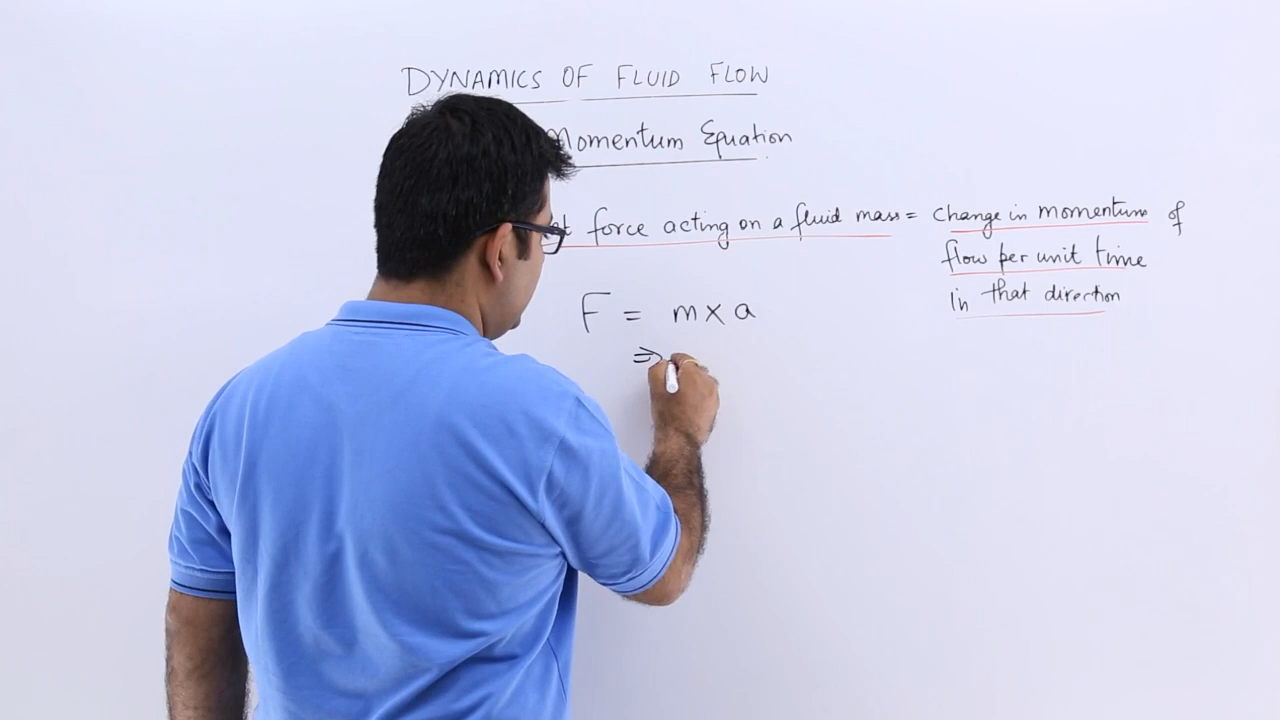 DYNAMICS OF FLUID FLOW
Momentum Equation
force acting on a fluid mass = change in momentum of
flow per unit time
in that direction
F = m x a
⇒